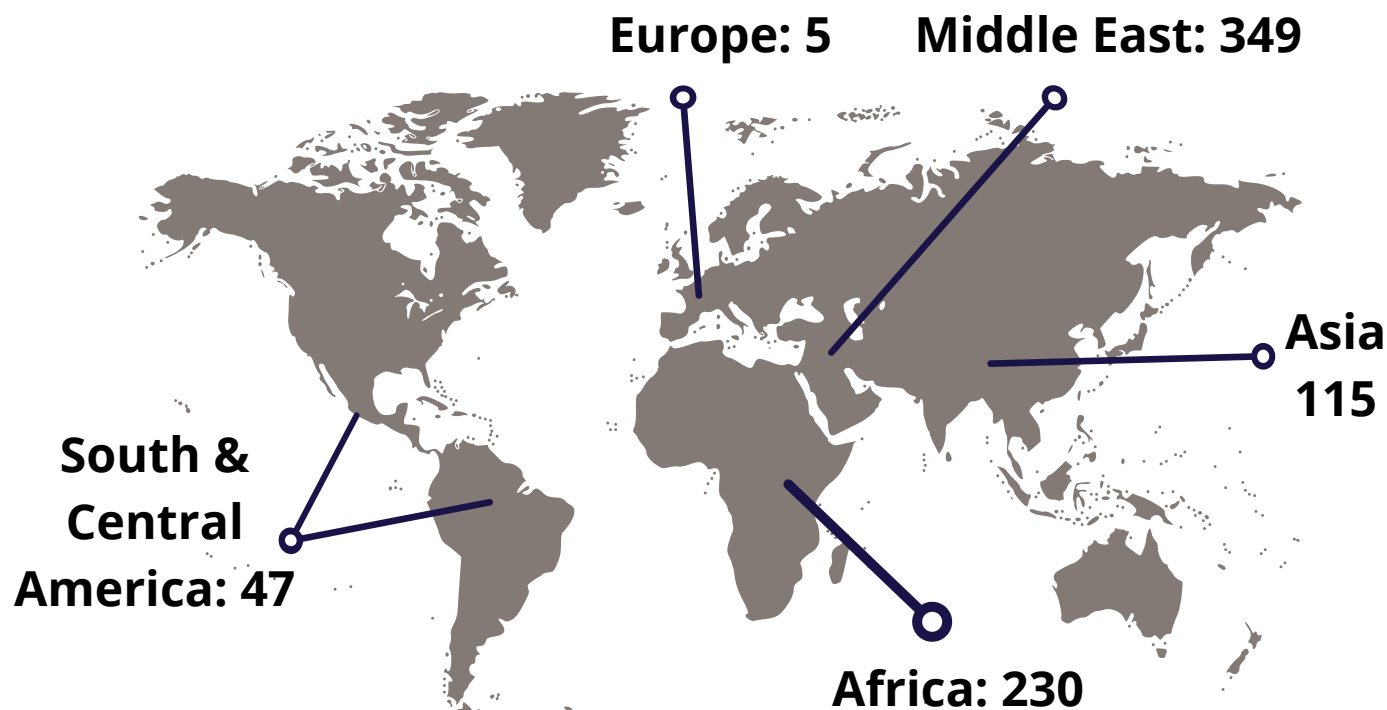 Europe: 5
Middle East: 349
Asia
115
South &
Central
America: 47
Africa: 230